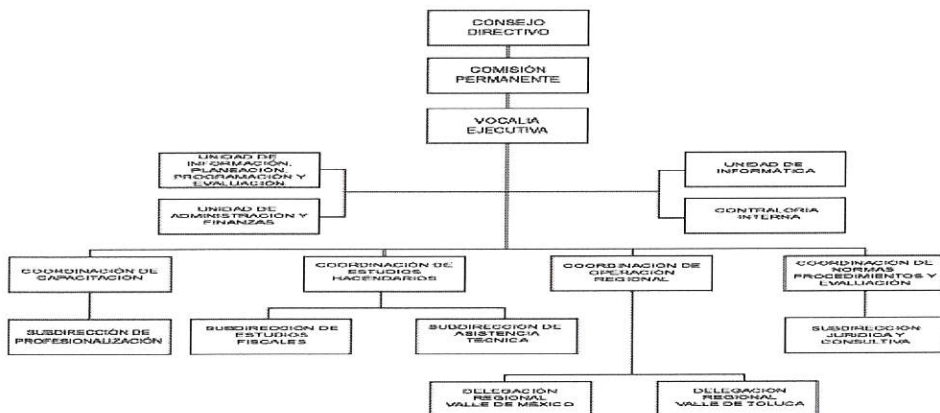 CONSEJO
DIRECTIVO
COMISIÓN
PERMANENTE
VOCALIA
EJECUTIVA
UNIDAD DE
INFORMACIÓN,
PLANEACIÓN,
PROGRAMACIÓN Y
EVALUACIÓN
UNIDAD DE
INFORMÁTICA
UNIDAD DE
ADMINISTRACIÓN Y
FINANZAS
CONTRALORIA
INTERNA
COORDINACIÓN DE
CAPACITACIÓN
COORDINACIÓN DE
ESTUDIOS
HACENDARIOS
COORDINACIÓN DE
OPERACIÓN
REGIONAL
COORDINACIÓN DE
NORMAS
PROCEDIMIENTOS Y
EVALUACIÓN
SUBDIRECCIÓN DE
PROFESIONALIZACIÓN
SUBDIRECCIÓN DE
ESTUDIOS
FISCALES
SUBDIRECCIÓN DE
ASISTENCIA
TÉCNICA
SUBDIRECCIÓN
JURIDICA Y
CONSULTIVA
DELEGACIÓN
REGIONAL
VALLE DE MÉXICO
DELEGACIÓN
REGIONAL
VALLE DE TOLUCA